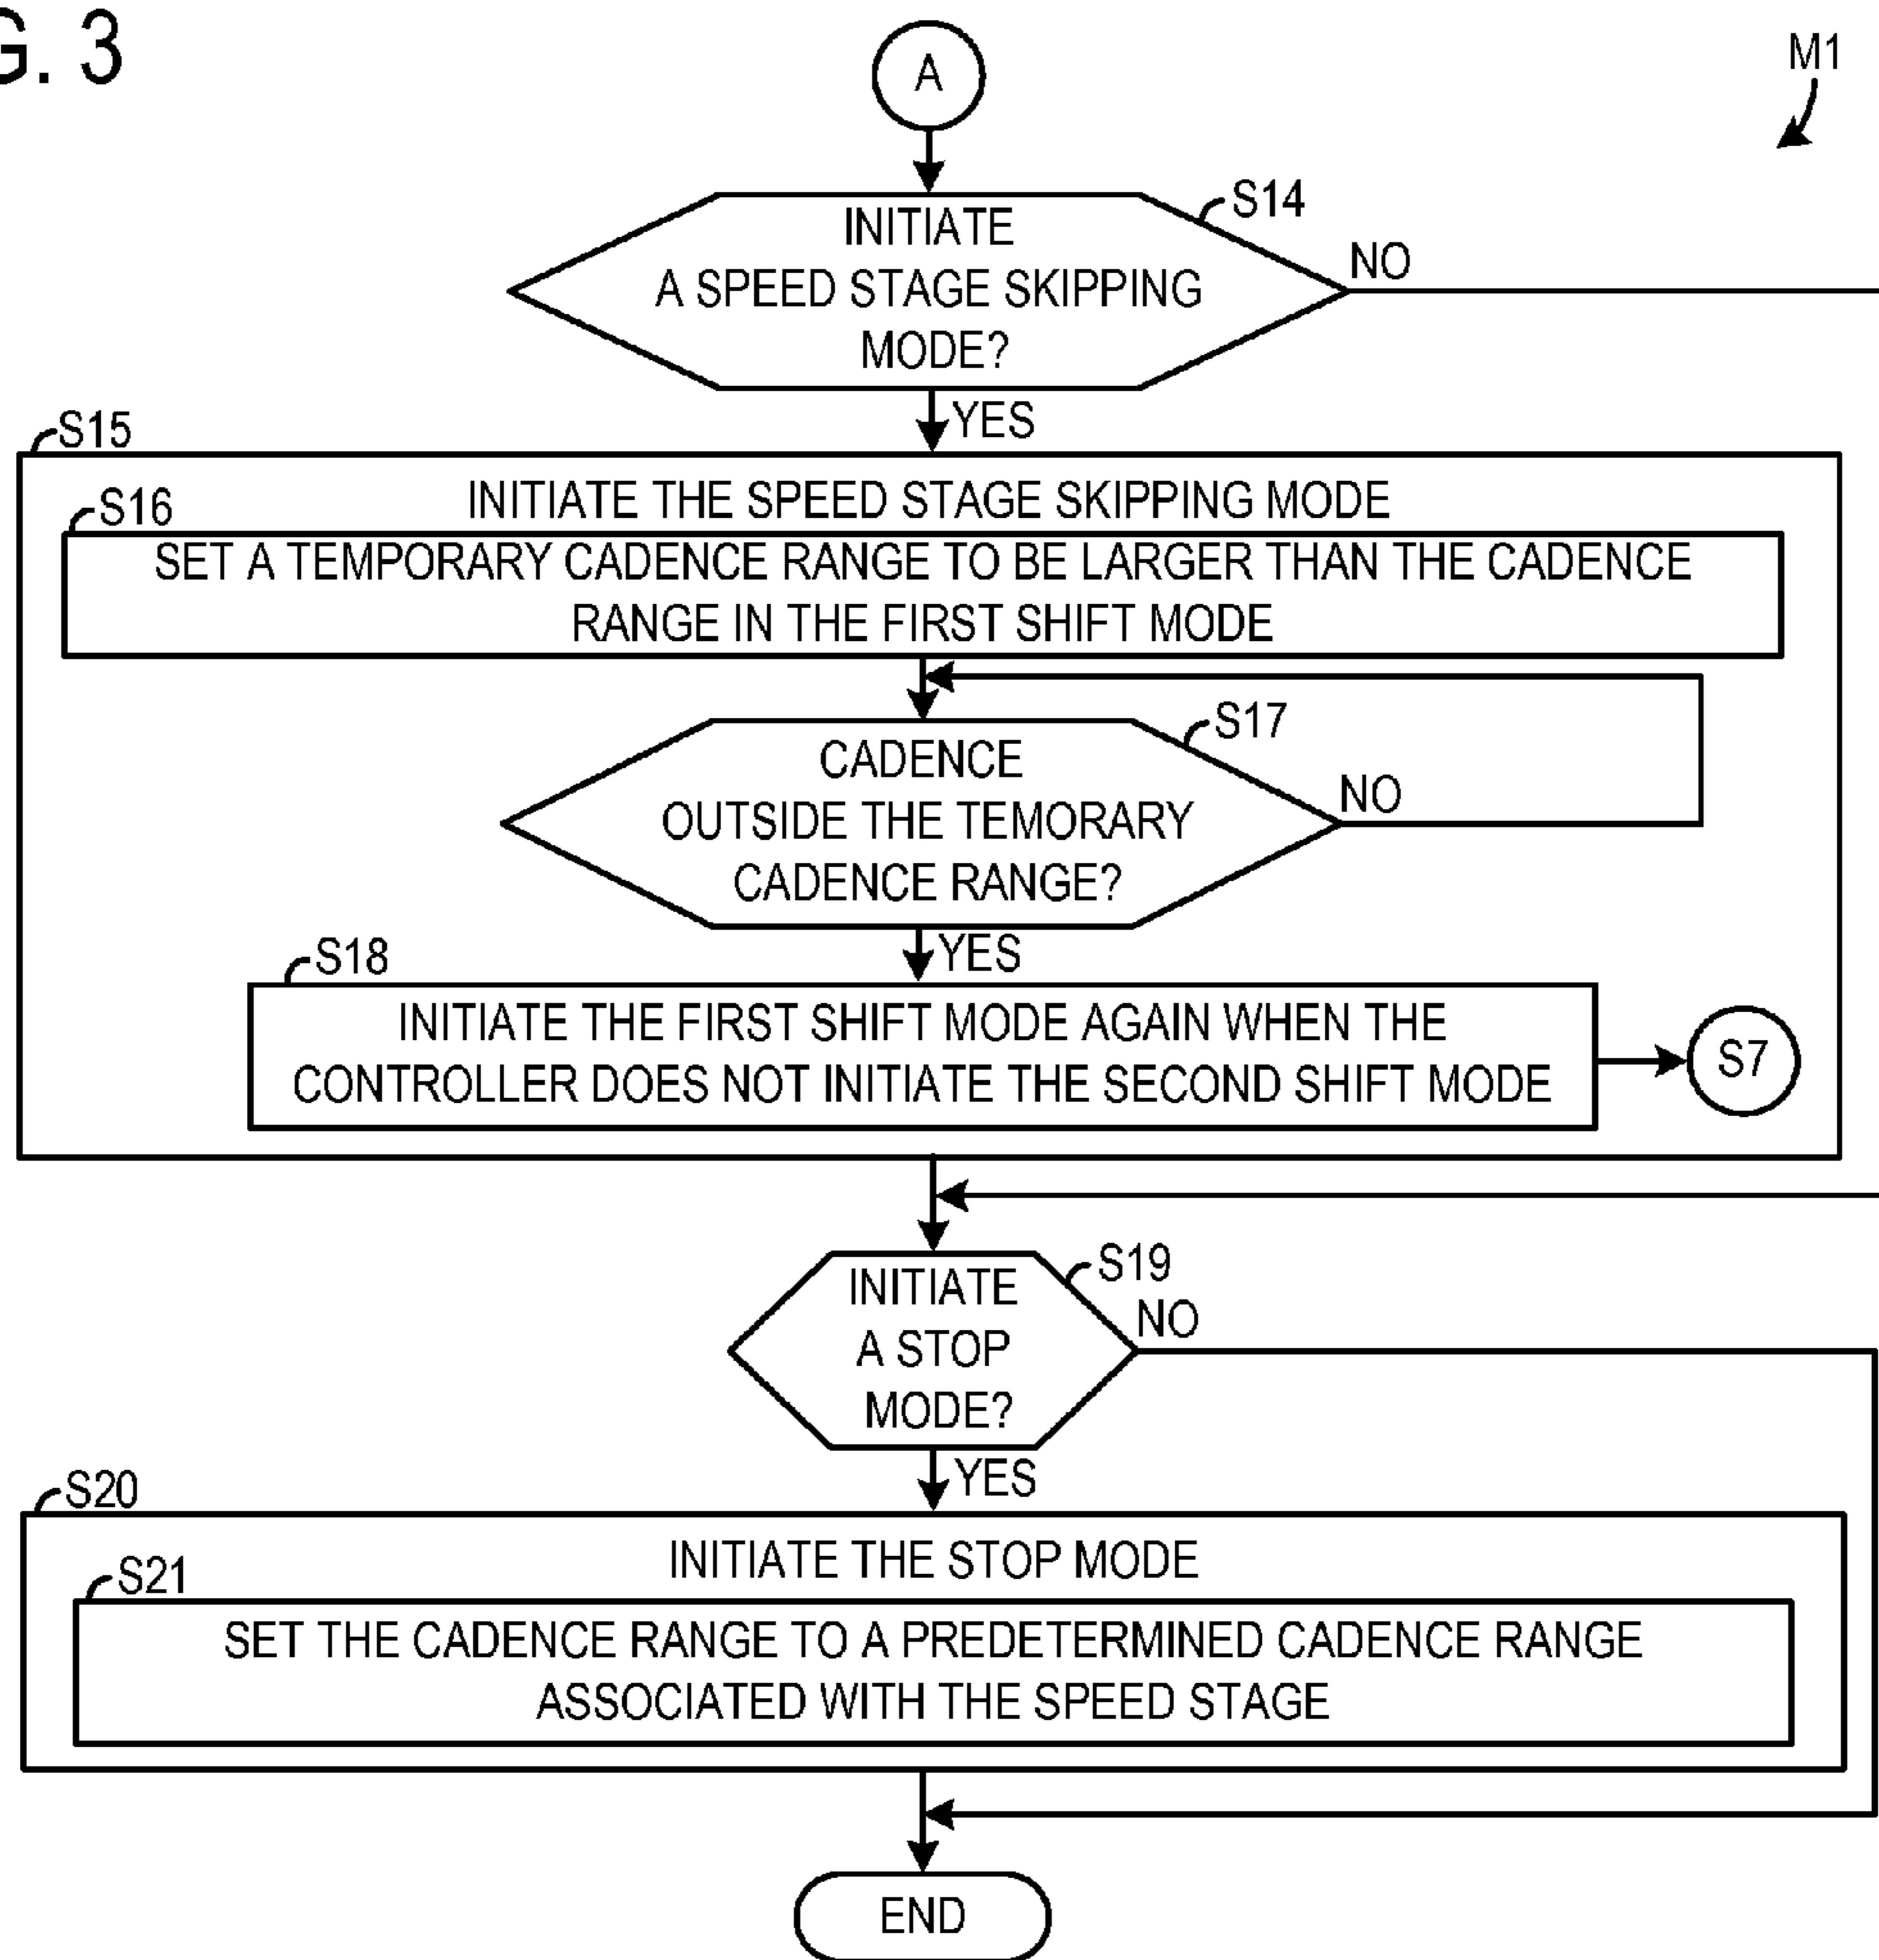 G. 3
M1
A
S14
INITIATE
A SPEED STAGE SKIPPING
MODE?
NO
YES
S15
INITIATE THE SPEED STAGE SKIPPING MODE
S16
SET A TEMPORARY CADENCE RANGE TO BE LARGER THAN THE CADENCE
RANGE IN THE FIRST SHIFT MODE
S17
CADENCE
OUTSIDE THE TEMORARY
CADENCE RANGE?
NO
YES
S18
INITIATE THE FIRST SHIFT MODE AGAIN WHEN THE
CONTROLLER DOES NOT INITIATE THE SECOND SHIFT MODE
S7
S19
INITIATE
A STOP
MODE?
NO
YES
S20
INITIATE THE STOP MODE
S21
SET THE CADENCE RANGE TO A PREDETERMINED CADENCE RANGE
ASSOCIATED WITH THE SPEED STAGE
END